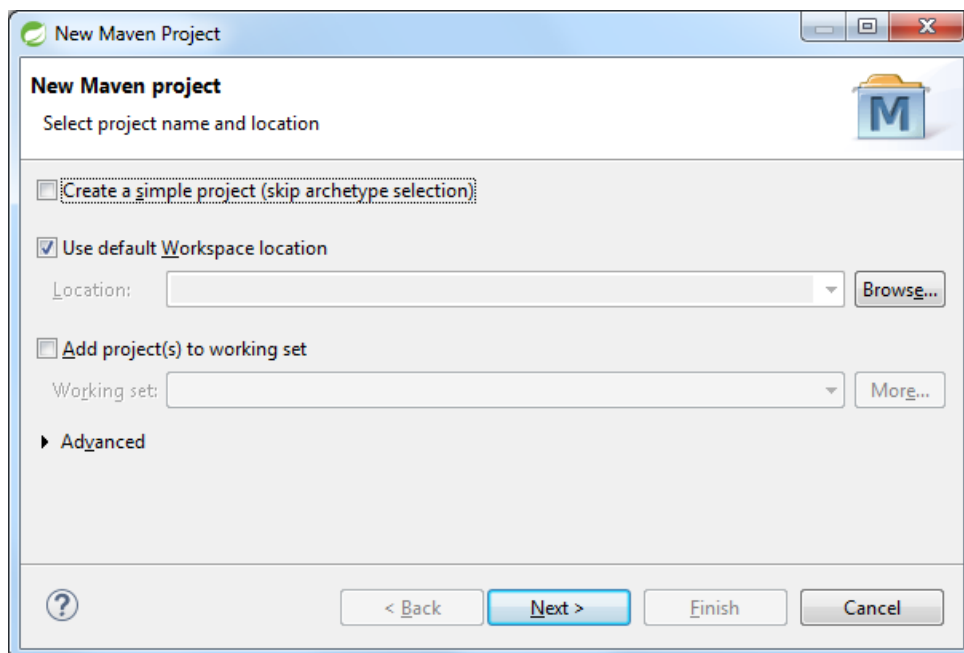 New Maven Project
New Maven project
Select project name and location
M
Create a simple project (skip archetype selection)
Use default Workspace location
Location:
Browse...
Add project(s) to working set
Working set:
More...
Advanced
?
< Back
Next >
Finish
Cancel